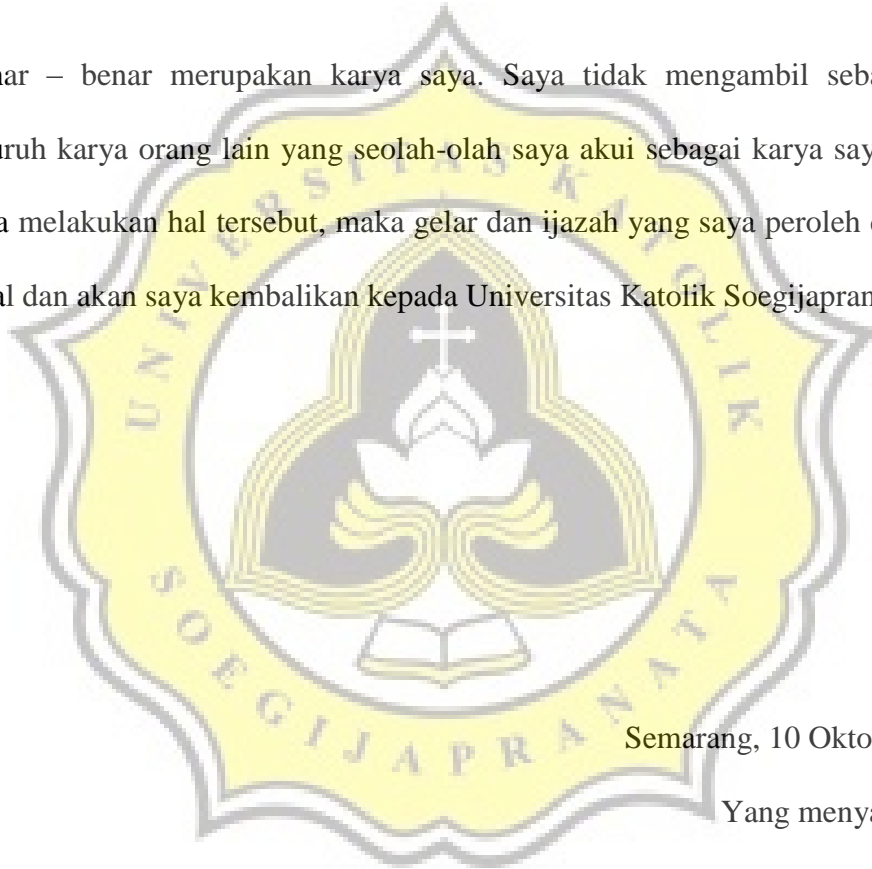 nar – benar merupakan karya saya. Saya tidak mengambil seba
uruh karya orang lain yang seolah-olah saya akui sebagai karya say
a melakukan hal tersebut, maka gelar dan ijazah yang saya peroleh
al dan akan saya kembalikan kepada Universitas Katolik Soegijapran
UNIVERSITAS KATOLIK
SOEGIJAPRANATA
Semarang, 10 Okto
Yang menya